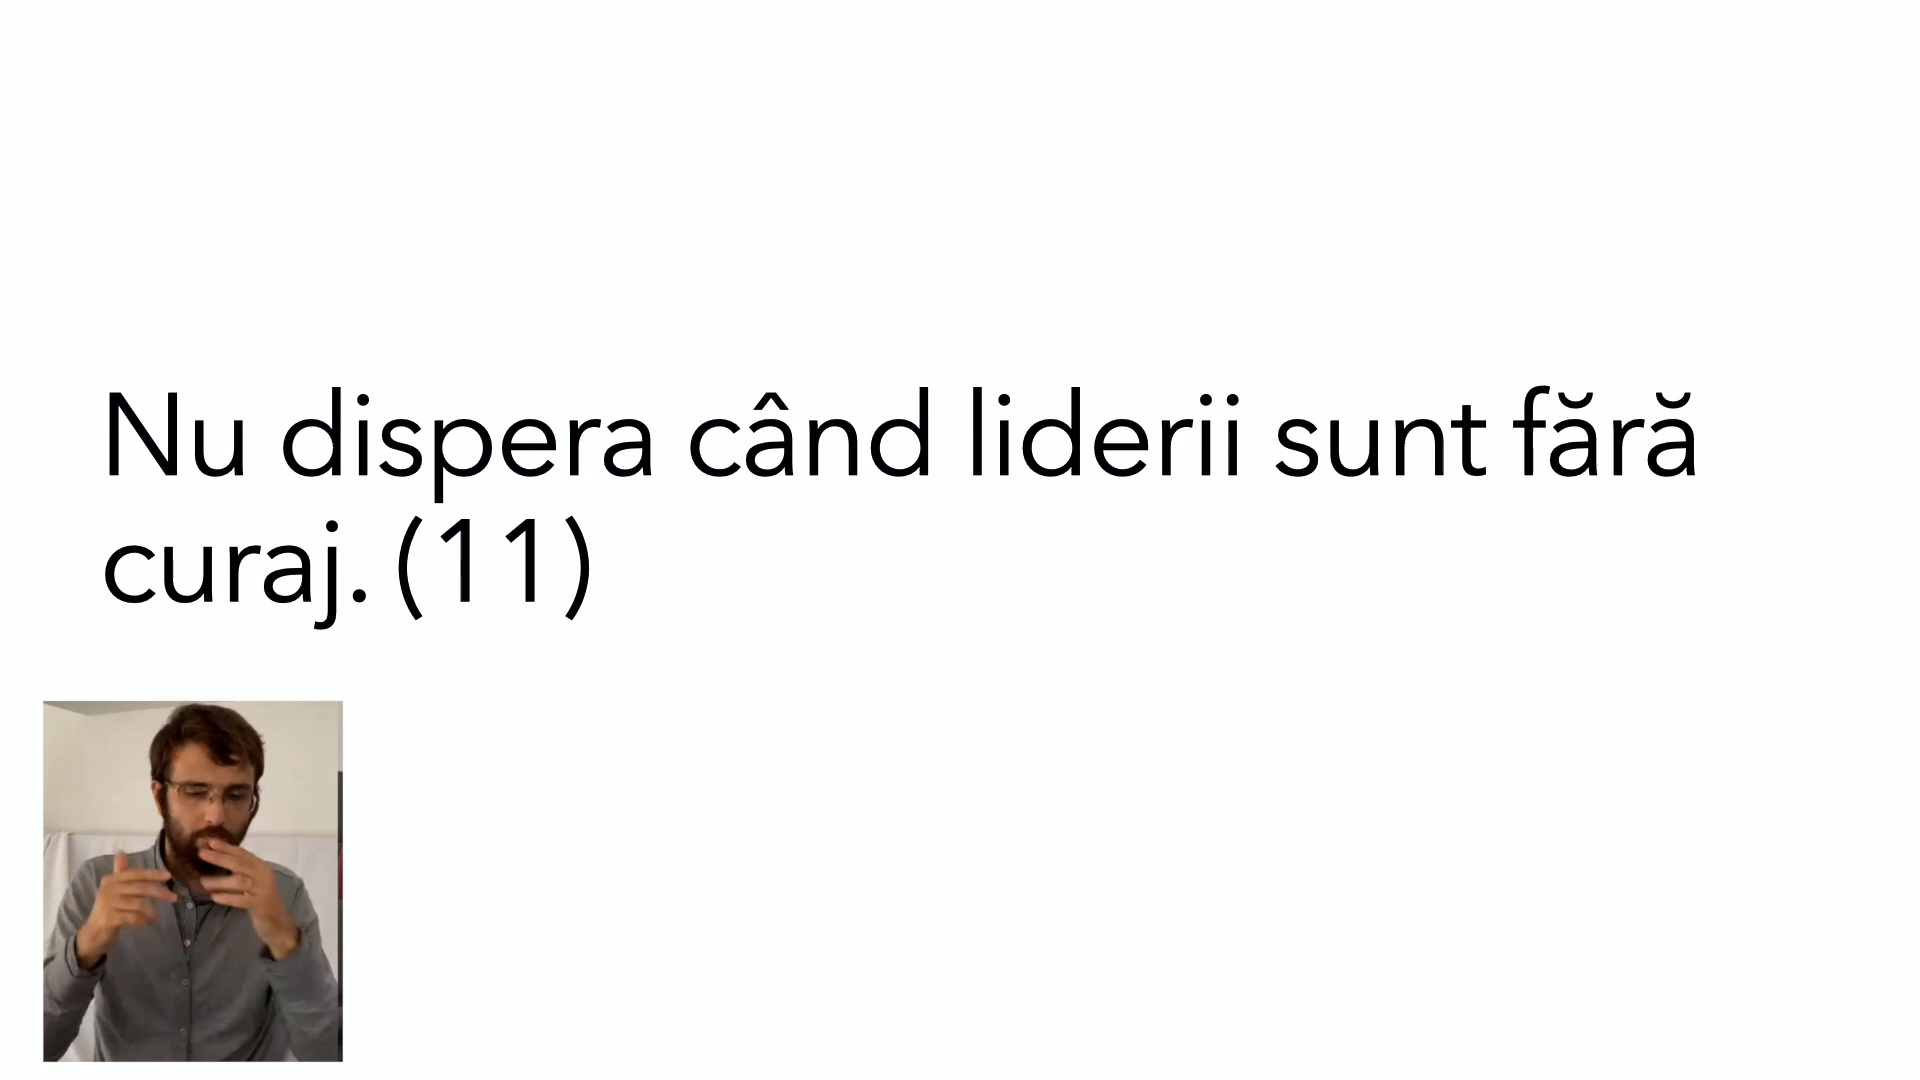 Nu dispera când liderii sunt fără
curaj. (11)